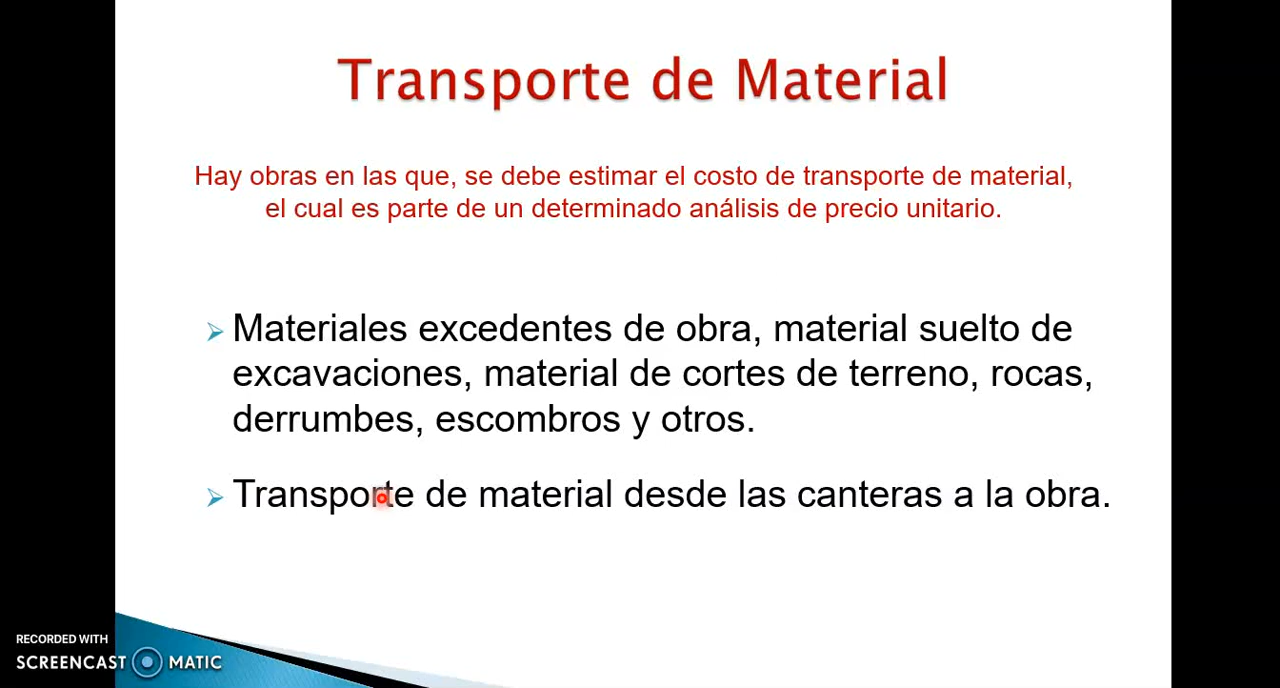 Transporte de Material
Hay obras en las que, se debe estimar el costo de transporte de material,
el cual es parte de un determinado análisis de precio unitario.
Materiales excedentes de obra, material suelto de
excavaciones, material de cortes de terreno, rocas,
derrumbes, escombros y otros.
Transporte de material desde las canteras a la obra.
RECORDED WITH
SCREENCAST MATIC